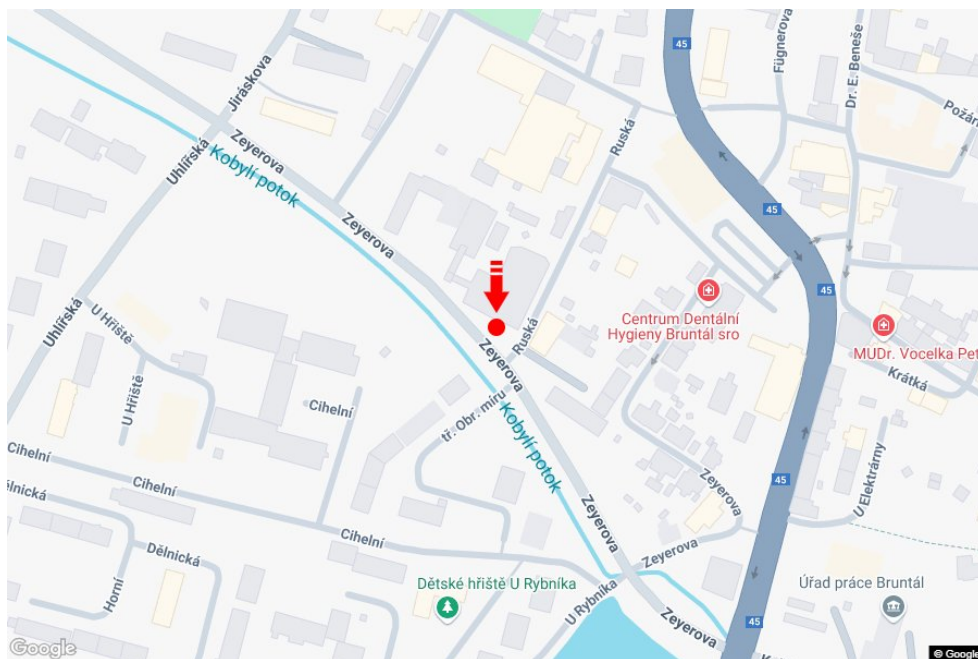 45
Fügnerova
Dr. E. Beneše
Jiráskova
Zeyerova
Kobylí potok
Uhlířská
Ruská
Požár
45
Zeyerova
45
45
Uhlířská
U Hřiště
Centrum Dentální
Hygieny Bruntál sro
MUDr. Vocelka Pet
Krátká
Ruská
Zeyerova
U Hřiště
Cihelní
tř. Obr. míru
Kobylí potok
U Elektrárny
Cihelní
Dělnická
Cihelní
Zeyerova
45
Zeyerova
Cihelní
Dělnická
Horní
Zeyerova
Dětské hřiště U Rybníka
U Rybníka
Úřad práce Bruntál
Zeyerova
Google
© Google